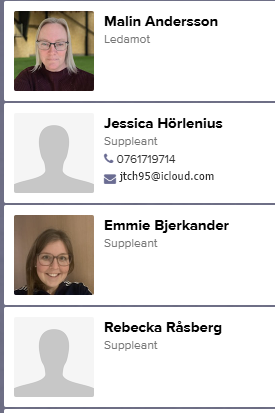 Malin Andersson
Ledamot
Jessica Hörlenius
Suppleant
0761719714
jtch95@icloud.com
Emmie Bjerkander
Suppleant
Rebecka Råsberg
Suppleant